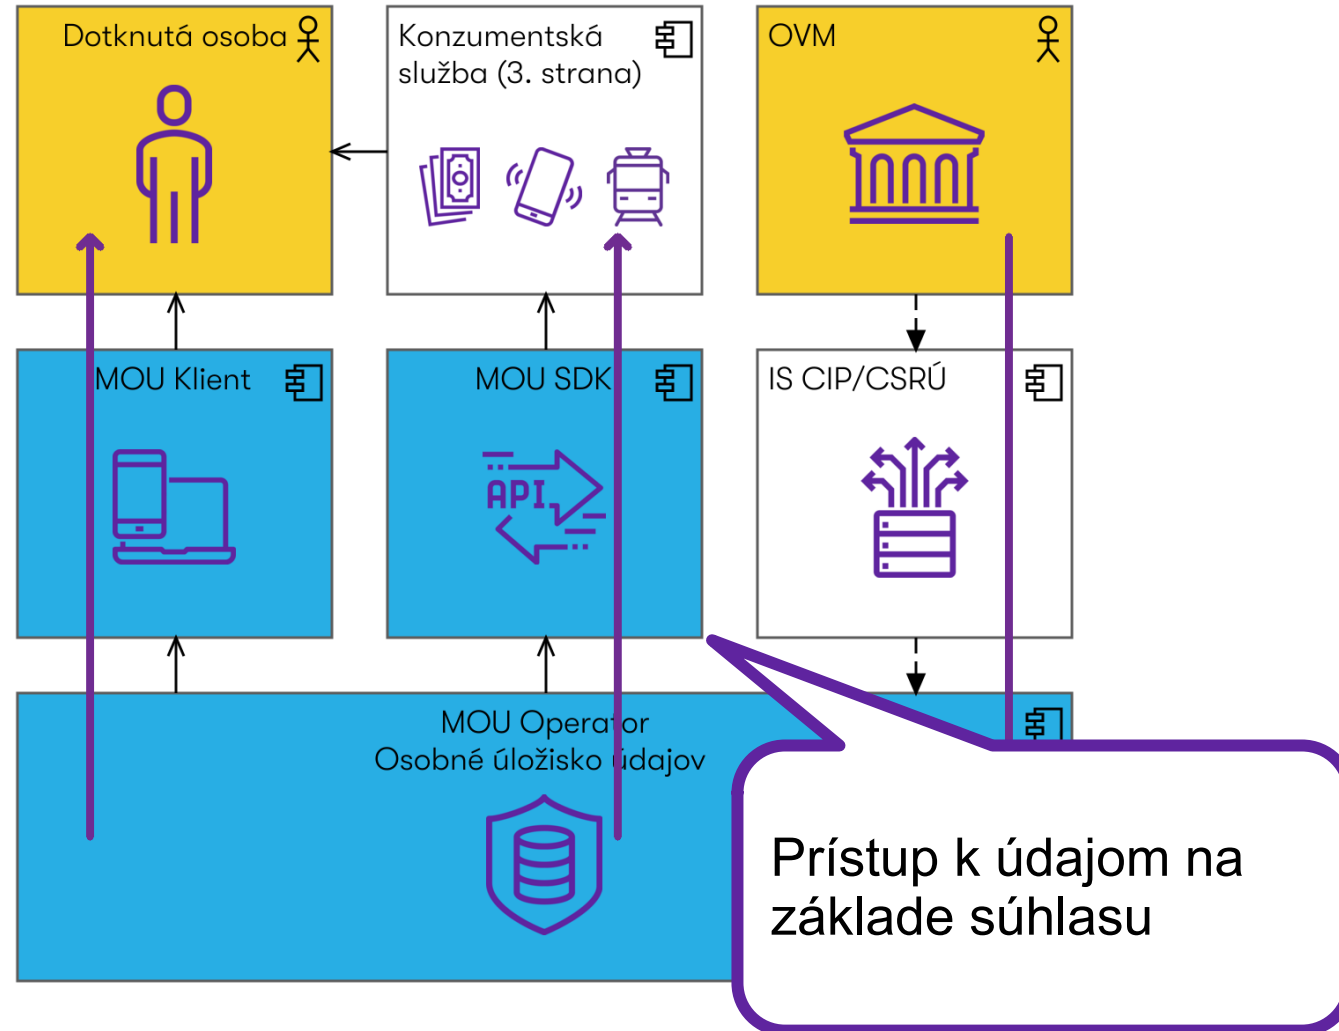 Dotknutá osoba
Konzumentská
služba (3. strana)
OVM
MOU Klient
MOU SDK
IS CIP/CSRÚ
API
MOU Operator
Osobné úložisko údajov
Prístup k údajom na
základe súhlasu